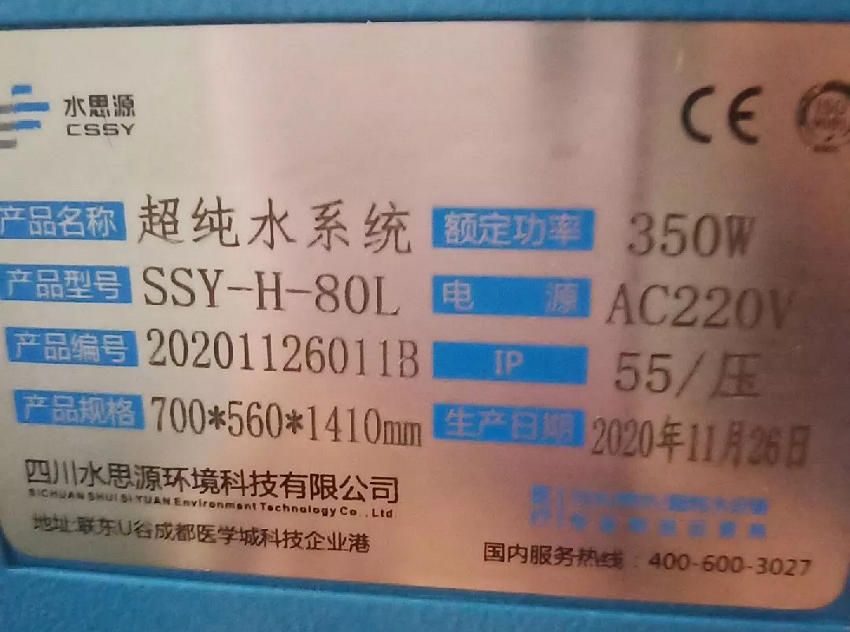 水思源
CSSY
CE
ISO
产品名称 超纯水系统 额定功率 350W
产品型号 SSY-H-80L 电源 AC220V
产品编号 20201126011B IP 55/压
产品规格 700*560*1410mm 生产日期 2020年11月26日
四川水思源环境科技有限公司
SICHUAN SHUI SI YUAN Environment Technology Co., Ltd
地址:联东U谷成都医学城科技企业港
国内服务热线：400-600-3027